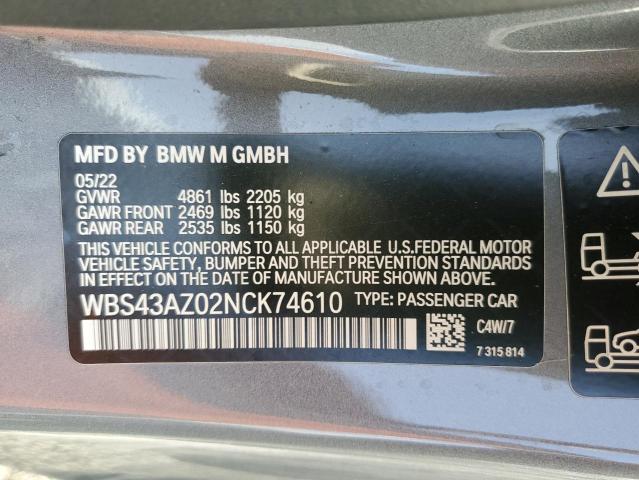 MFD BY BMW M GMBH
05/22
GVWR 4861 lbs 2205 kg
GAWR FRONT 2469 lbs 1120 kg
GAWR REAR 2535 lbs 1150 kg
THIS VEHICLE CONFORMS TO ALL APPLICABLE U.S.FEDERAL MOTOR
VEHICLE SAFETY, BUMPER AND THEFT PREVENTION STANDARDS
IN EFFECT ON THE DATE OF MANUFACTURE SHOWN ABOVE.
WBS43AZ02NCK74610 TYPE: PASSENGER CAR
C4W/7
7 315 814